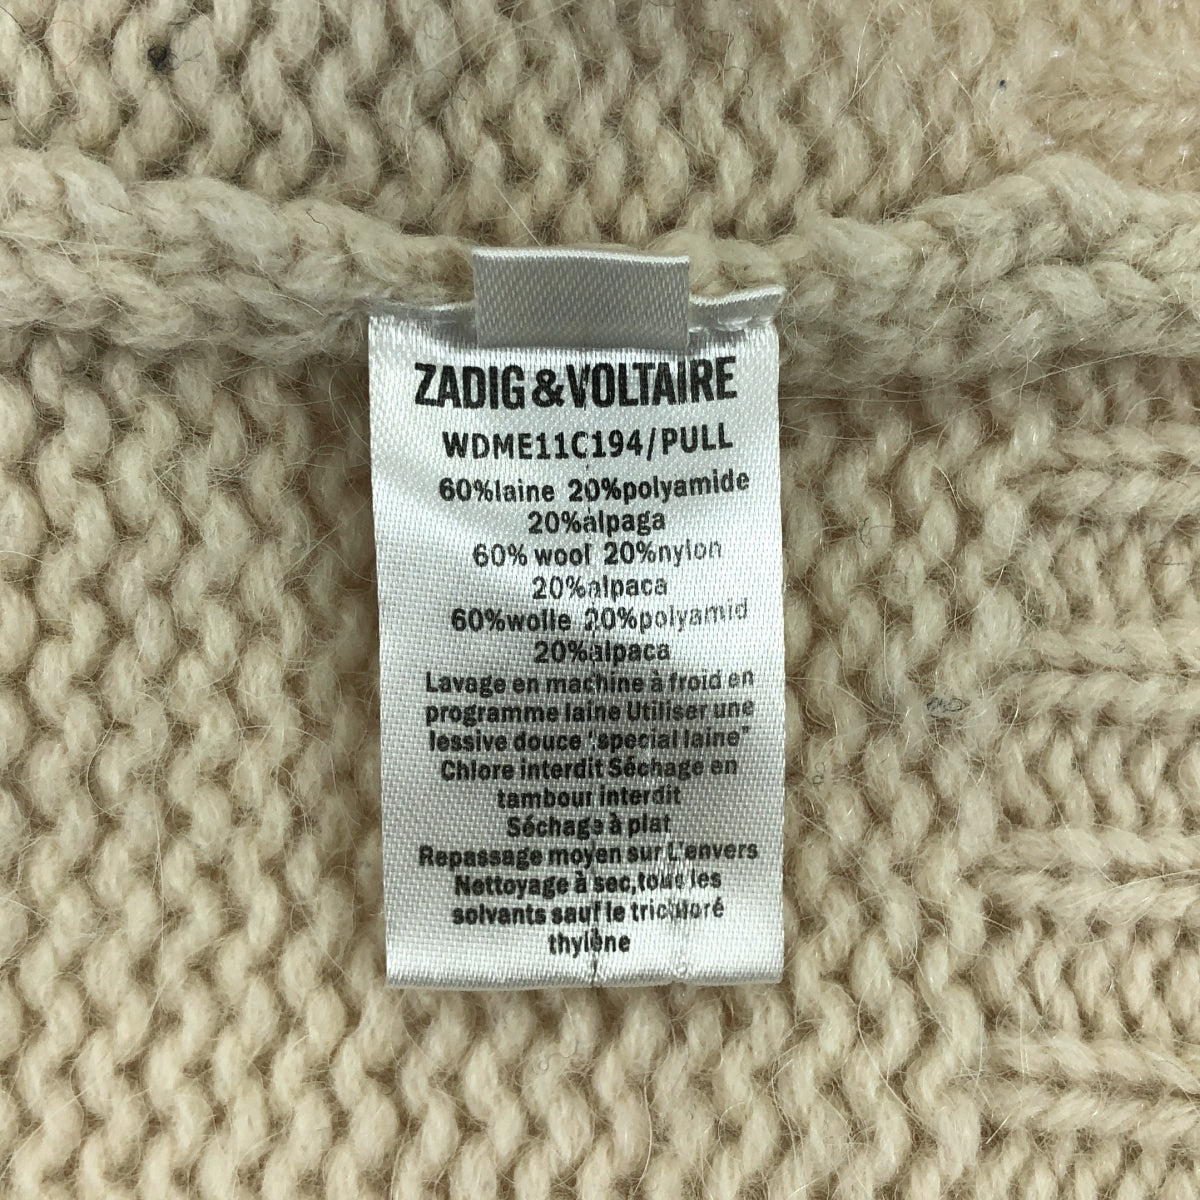 ZADIG&VOLTAIRE
WDME11C194/PULL
60%laine 20%polyamide
20%alpaga
60% wool 20%nylon
20%alpaca
60%wolle 20%polyamid
20%alpaca
Lavage en machine à froid en
programme laine Utiliser une
lessive douce "special laine"
Chlore interdit Séchage en
tambour interdit
Séchage à plat
Repassage moyen sur L'envers
Nettoyage à sec,tous les
solvants sauf le trichloré
thylène